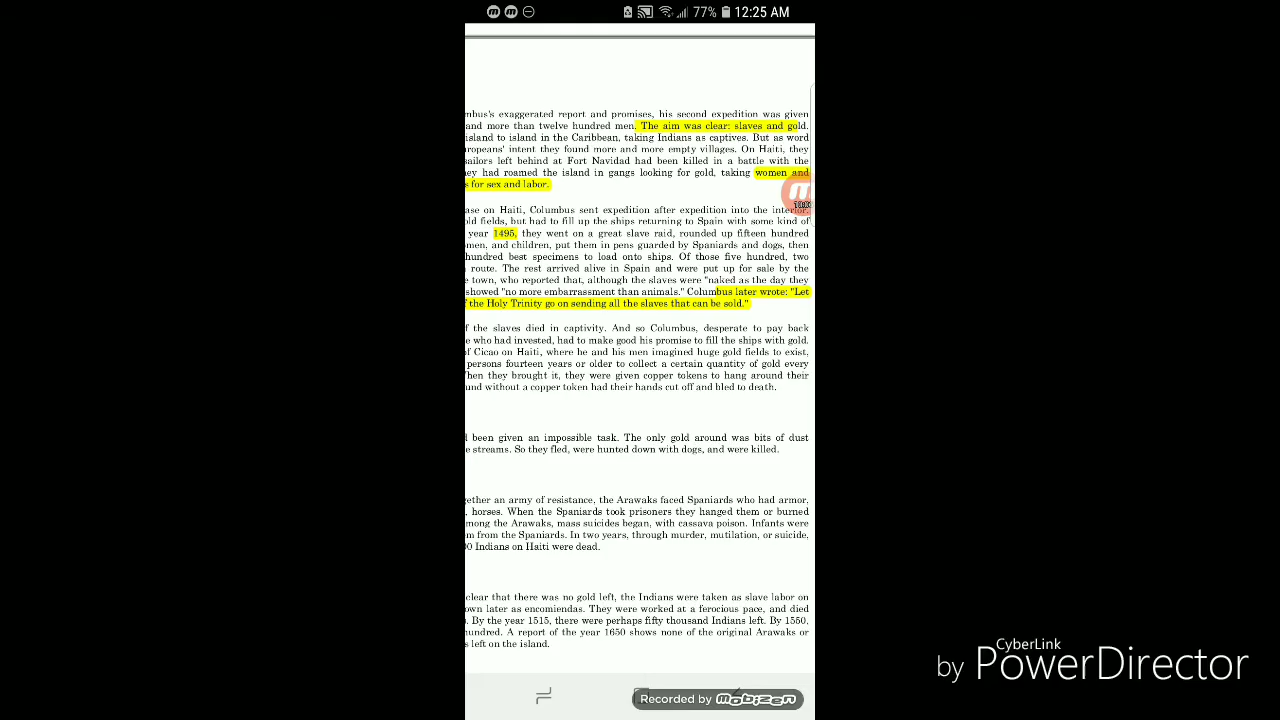 77% 12:25 AM
mbus's exaggerated report and promises, his second expedition was given
and more than twelve hundred men. The aim was clear: slaves and gold.
island to island in the Caribbean, taking Indians as captives. But as word
uropeans' intent they found more and more empty villages. On Haiti, they
sailors left behind at Fort Navidad had been killed in a battle with the
hey had roamed the island in gangs looking for gold, taking women and
s for sex and labor.
ase on Haiti, Columbus sent expedition after expedition into the interior.
old fields, but had to fill up the ships returning to Spain with some kind of
year 1495, they went on a great slave raid, rounded up fifteen hundred
omen, and children, put them in pens guarded by Spaniards and dogs, then
hundred best specimens to load onto ships. Of those five hundred, two
route. The rest arrived alive in Spain and were put up for sale by the
e town, who reported that, although the slaves were "naked as the day they
showed "no more embarrassment than animals." Columbus later wrote: "Let
f the Holy Trinity go on sending all the slaves that can be sold."
f the slaves died in captivity. And so Columbus, desperate to pay back
e who had invested, had to make good his promise to fill the ships with gold.
of Cicao on Haiti, where he and his men imagined huge gold fields to exist,
persons fourteen years or older to collect a certain quantity of gold every
hen they brought it, they were given copper tokens to hang around their
und without a copper token had their hands cut off and bled to death.
d been given an impossible task. The only gold around was bits of dust
e streams. So they fled, were hunted down with dogs, and were killed.
gether an army of resistance, the Arawaks faced Spaniards who had armor,
, horses. When the Spaniards took prisoners they hanged them or burned
mong the Arawaks, mass suicides began, with cassava poison. Infants were
em from the Spaniards. In two years, through murder, mutilation, or suicide,
00 Indians on Haiti were dead.
clear that there was no gold left, the Indians were taken as slave labor on
own later as encomiendas. They were worked at a ferocious pace, and died
. By the year 1515, there were perhaps fifty thousand Indians left. By 1550,
hundred. A report of the year 1650 shows none of the original Arawaks or
s left on the island.
Recorded by mobizen
CyberLink
by PowerDirector